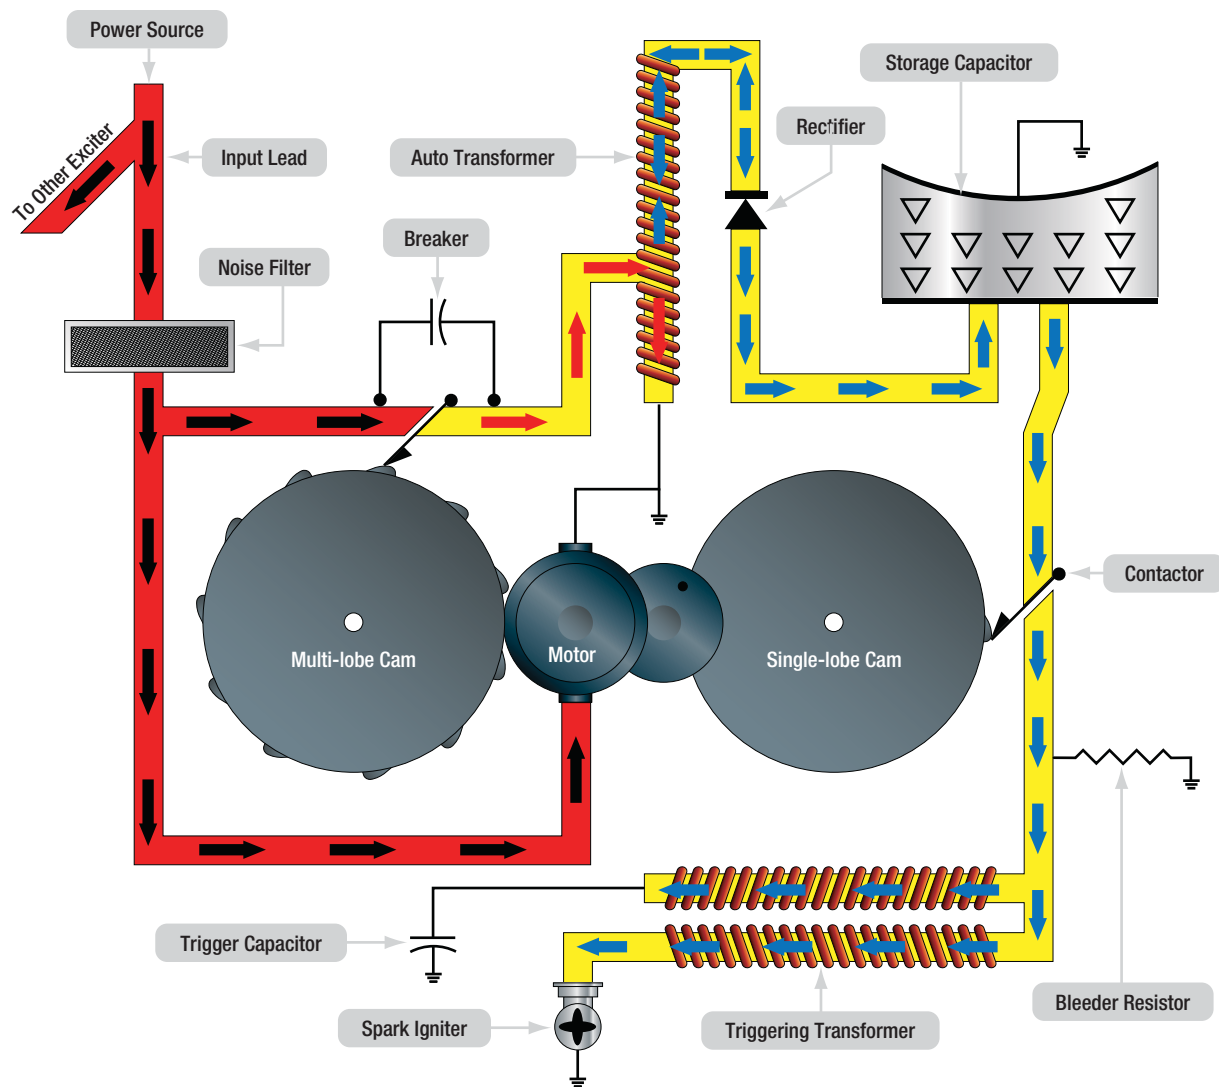 Power Source
Storage Capacitor
Rectifier
Input Lead
Auto Transformer
To Other Exciter
Breaker
Noise Filter
Contactor
Multi-lobe Cam
Motor
Single-lobe Cam
Trigger Capacitor
Bleeder Resistor
Spark Igniter
Triggering Transformer